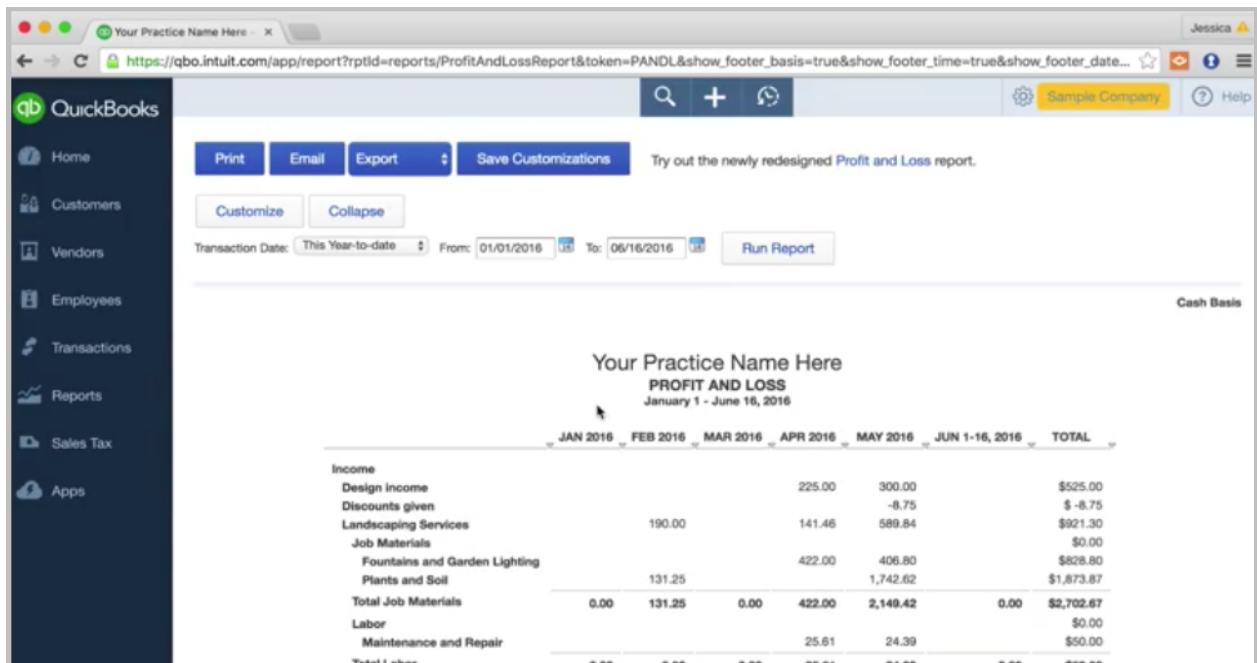 Your Practice Name Here - ×
Jessica
https://qbo.intuit.com/app/report?rptId=reports/ProfitAndLossReport&token=PANDL&show_footer_basis=true&show_footer_time=true&show_footer_date...
qb QuickBooks
Sample Company
? Help
Home
Customers
Vendors
Employees
Transactions
Reports
Sales Tax
Apps
Print Email Export Save Customizations Try out the newly redesigned Profit and Loss report.
Customize Collapse
Transaction Date: This Year-to-date From: 01/01/2016 To: 06/16/2016 Run Report
Cash Basis
Your Practice Name Here
PROFIT AND LOSS
January 1 - June 16, 2016
JAN 2016 FEB 2016 MAR 2016 APR 2016 MAY 2016 JUN 1-16, 2016 TOTAL
Income
Design income 225.00 300.00 $525.00
Discounts given -8.75 $ -8.75
Landscaping Services 190.00 141.46 589.84 $921.30
Job Materials $0.00
Fountains and Garden Lighting 422.00 406.80 $828.80
Plants and Soil 131.25 1,742.62 $1,873.87
Total Job Materials 0.00 131.25 0.00 422.00 2,149.42 0.00 $2,702.67
Labor $0.00
Maintenance and Repair 25.61 24.39 $50.00
Total Labor